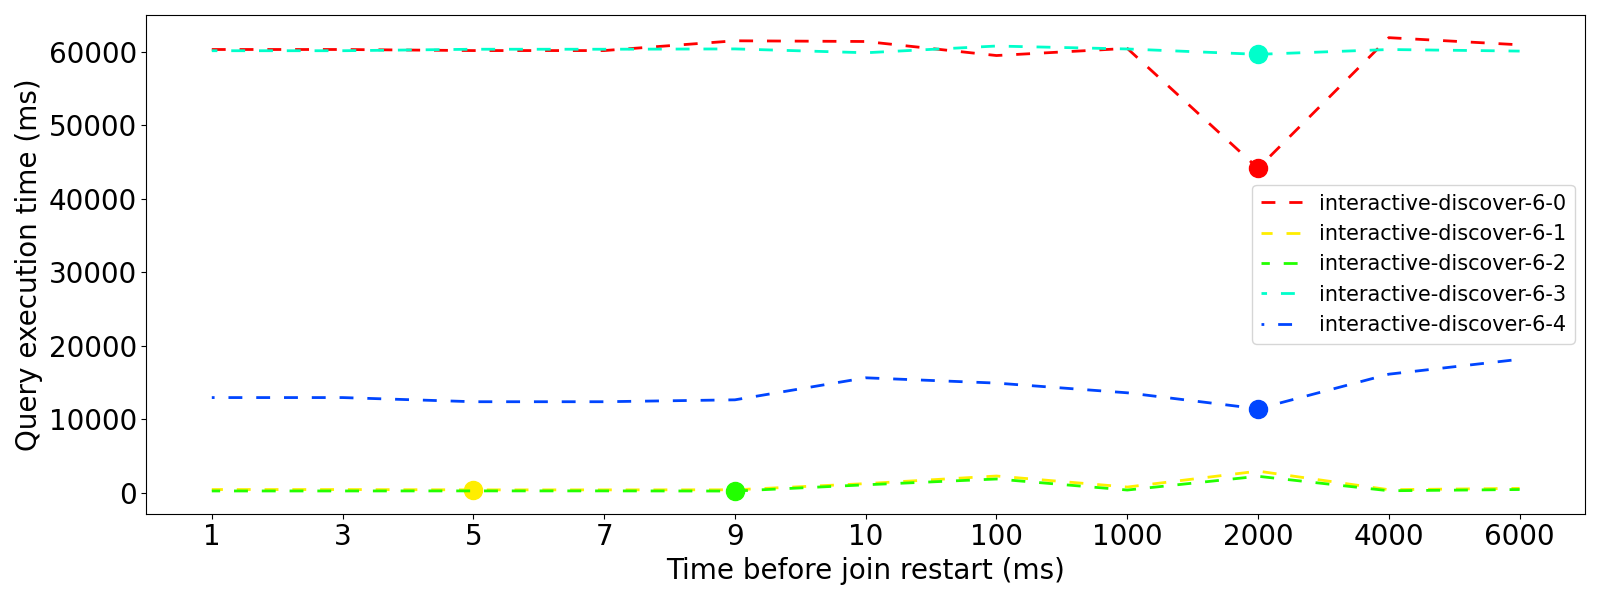 60000
50000
40000
30000
20000
10000
0
Query execution time (ms)
interactive-discover-6-0
interactive-discover-6-1
interactive-discover-6-2
interactive-discover-6-3
interactive-discover-6-4
1 3 5 7 9 10 100 1000 2000 4000 6000
Time before join restart (ms)